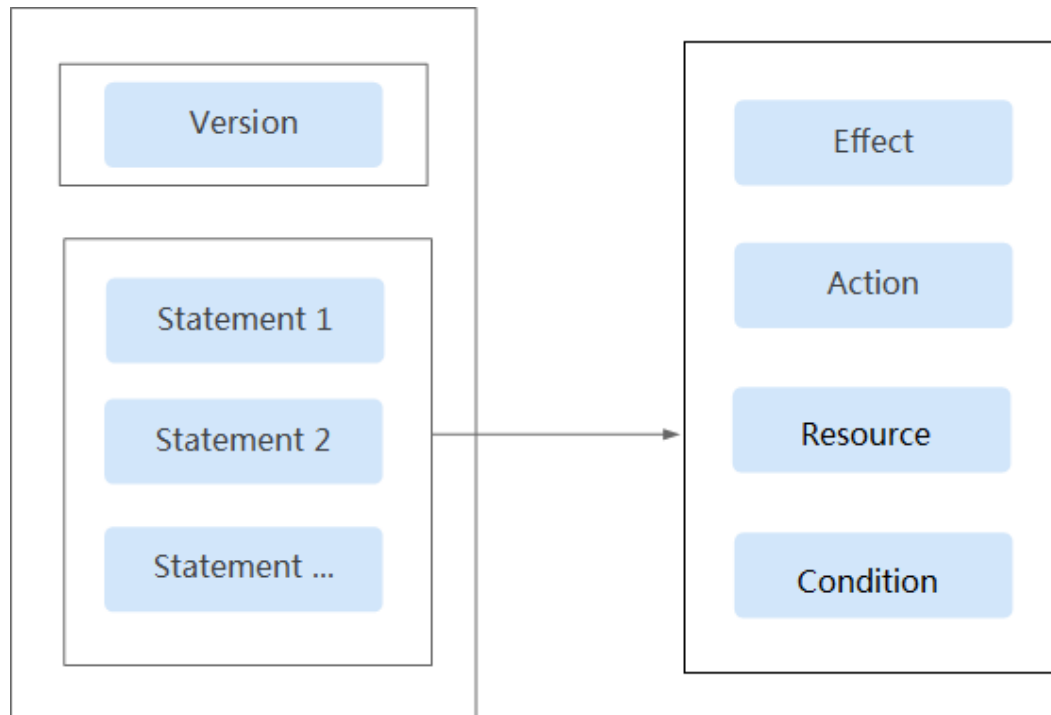 Version
Statement 1
Statement 2
Statement ...
Effect
Action
Resource
Condition